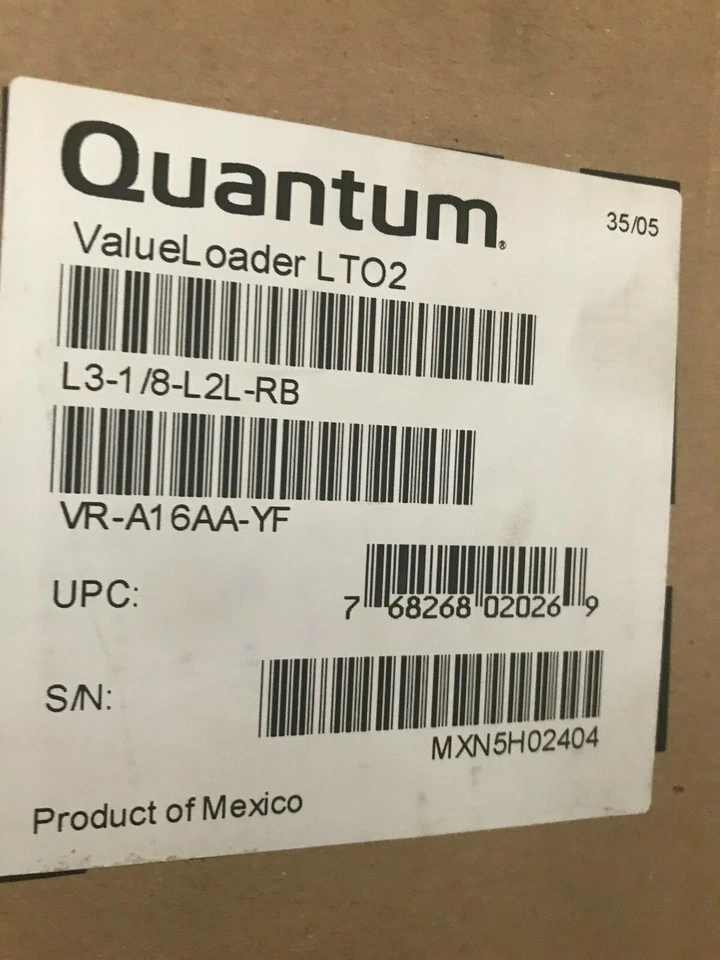 Quantum®
35/05
ValueLoader LTO2
L3-1/8-L2L-RB
VR-A16AA-YF
UPC:
7 68268 02026 9
S/N:
MXN5H02404
Product of Mexico